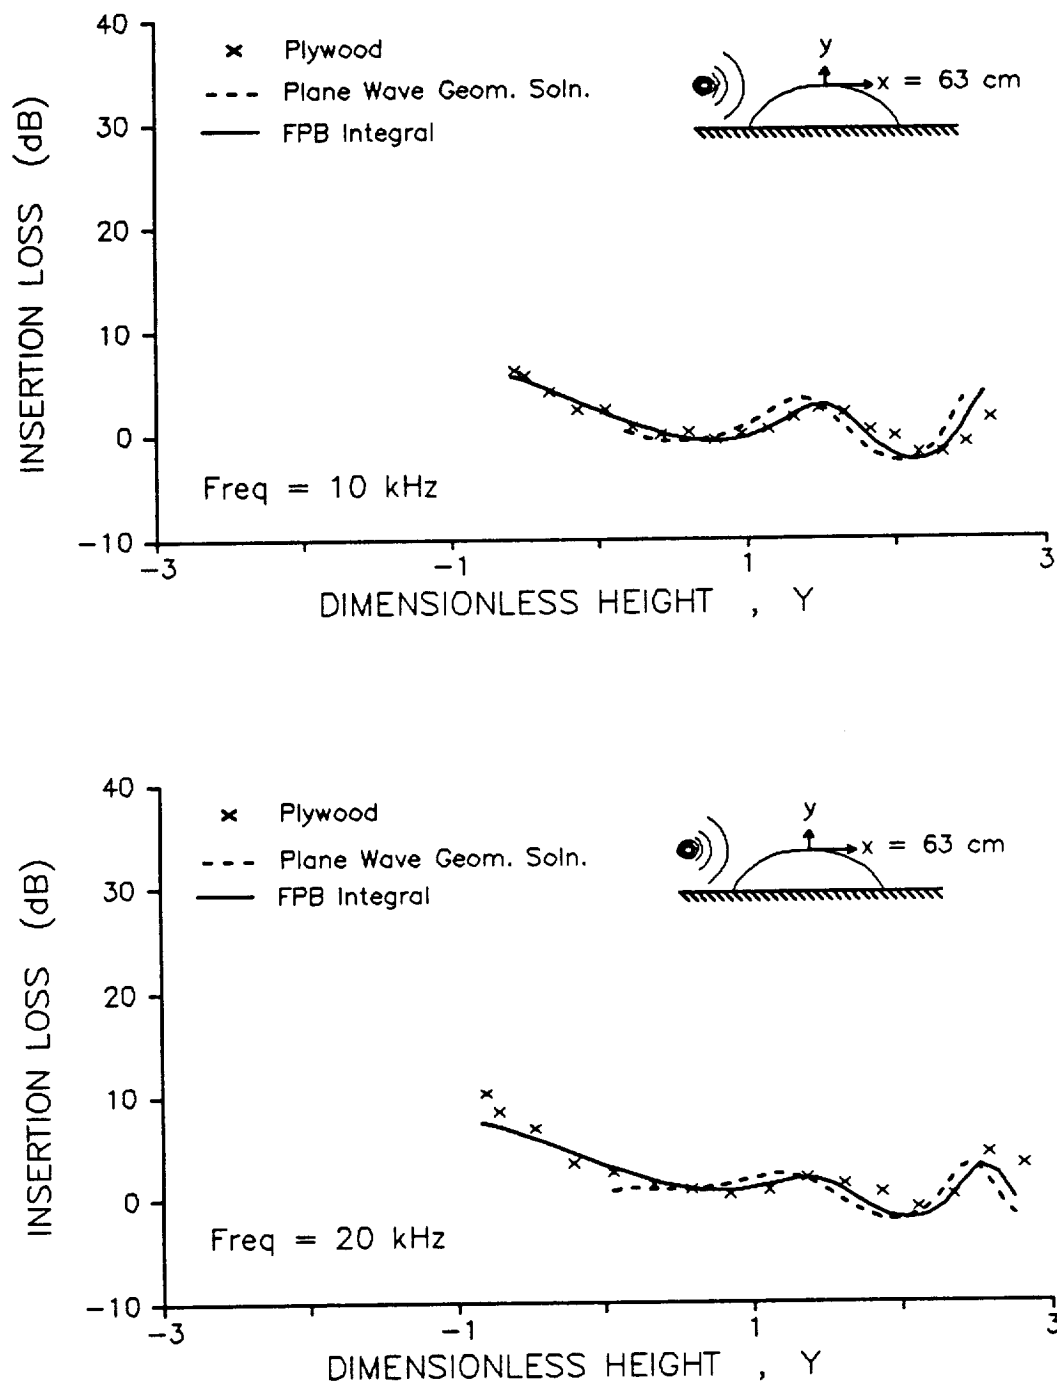 40
30
20
10
0
-10
INSERTION LOSS (dB)
× Plywood
--- Plane Wave Geom. Soln.
— FPB Integral
y
x = 63 cm
Freq = 10 kHz
-3 -1 1 3
DIMENSIONLESS HEIGHT , Y
40
30
20
10
0
-10
INSERTION LOSS (dB)
× Plywood
--- Plane Wave Geom. Soln.
— FPB Integral
y
x = 63 cm
Freq = 20 kHz
-3 -1 1 3
DIMENSIONLESS HEIGHT , Y